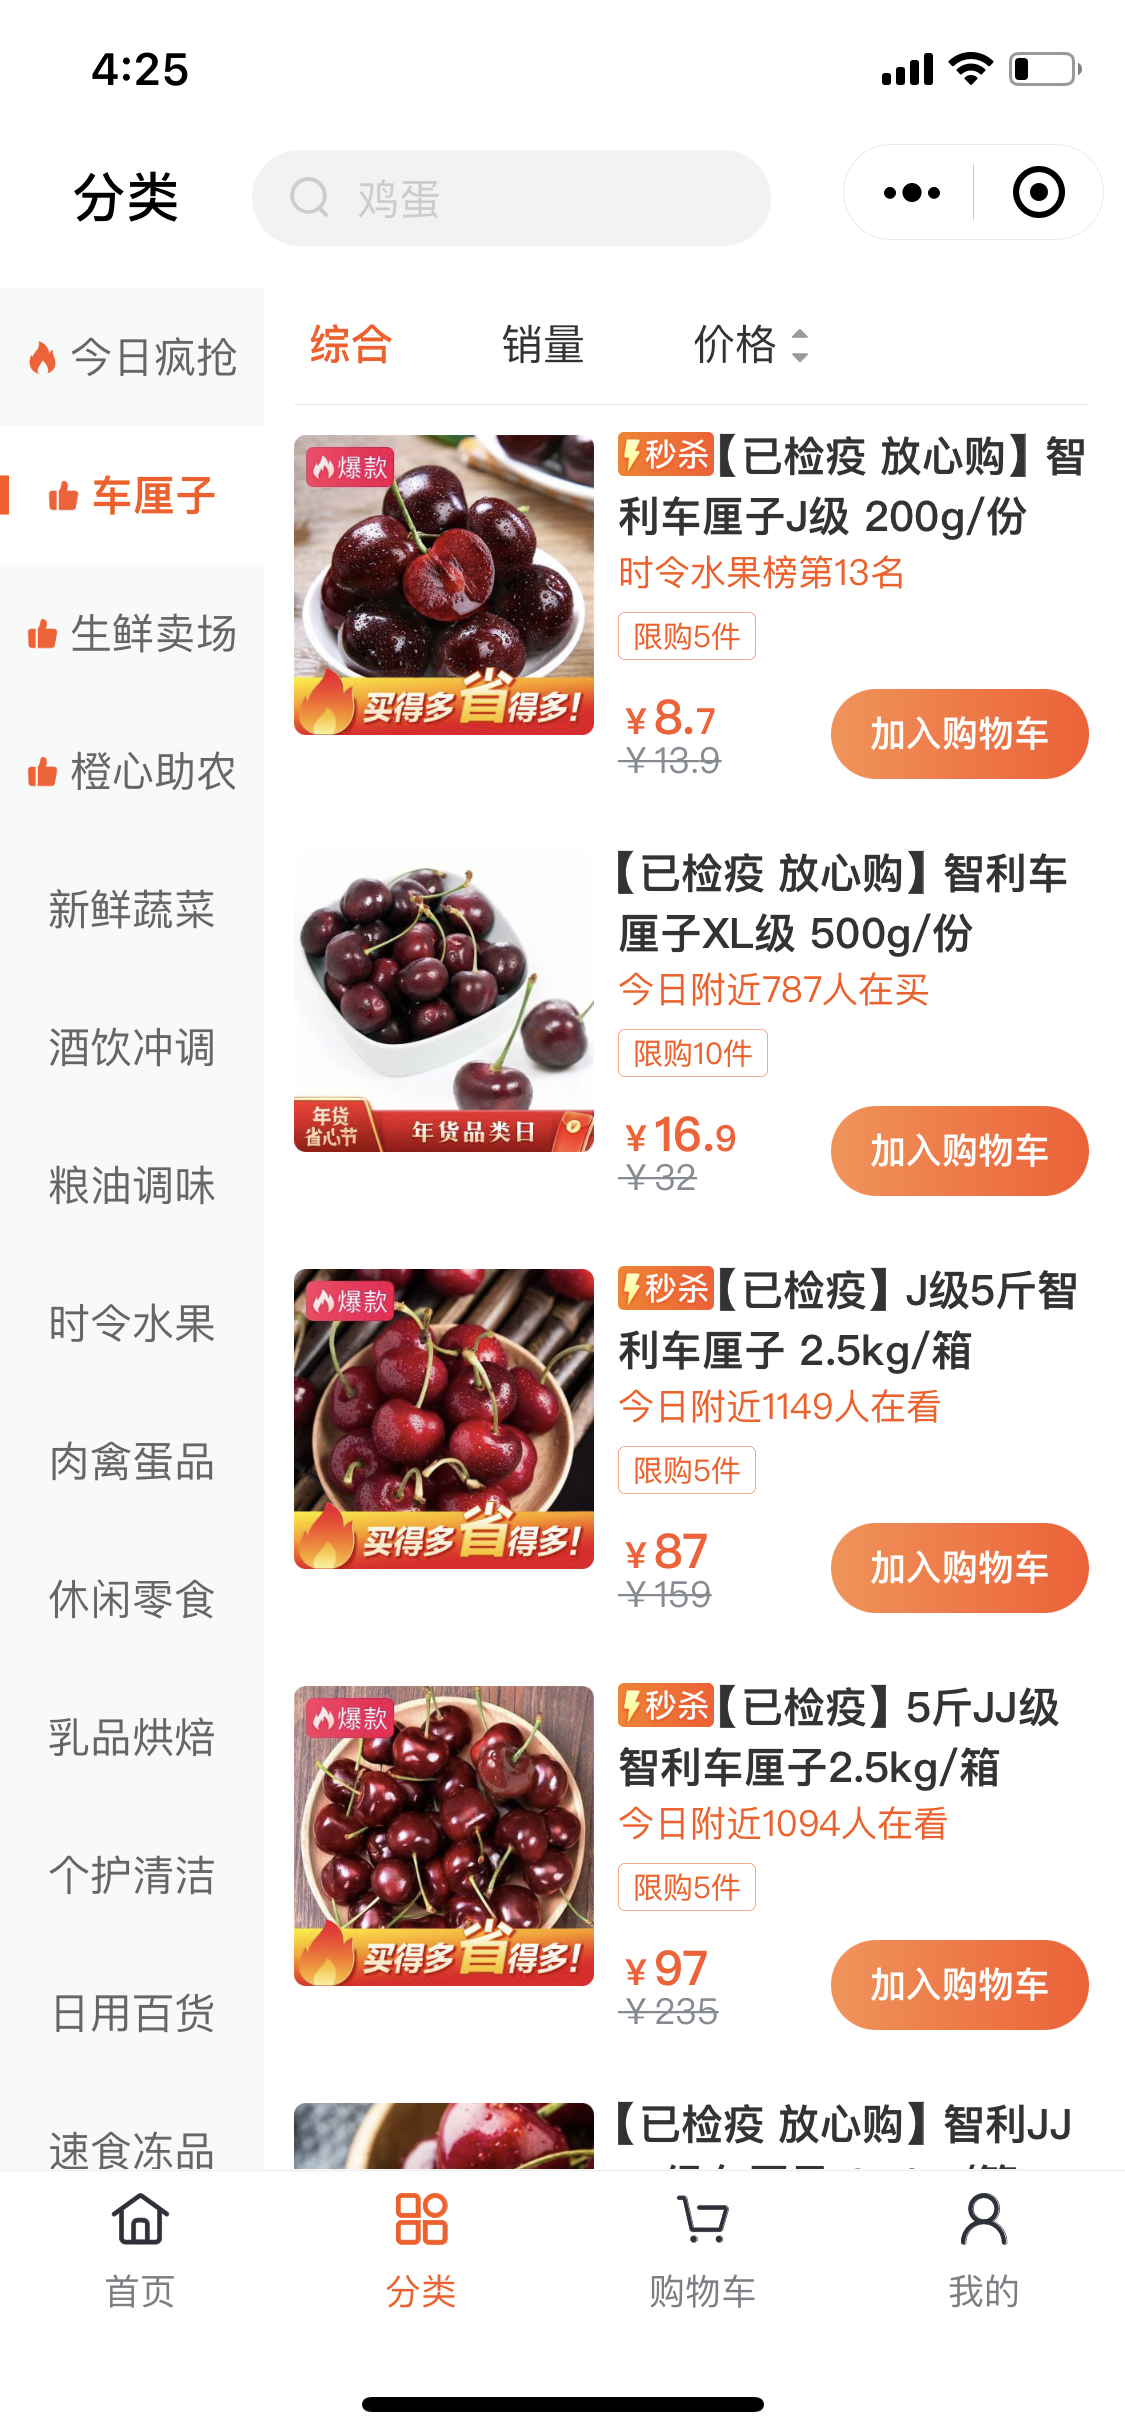 4:25
分类
鸡蛋
今日疯抢
车厘子
生鲜卖场
橙心助农
新鲜蔬菜
酒饮冲调
粮油调味
时令水果
肉禽蛋品
休闲零食
乳品烘焙
个护清洁
日用百货
速食冻品
综合 销量 价格
爆款
买得多省得多!
秒杀【已检疫 放心购】智
利车厘子J级 200g/份
时令水果榜第13名
限购5件
¥8.7
¥13.9
加入购物车
年货
省心节
年货品类日
【已检疫 放心购】智利车
厘子XL级 500g/份
今日附近787人在买
限购10件
¥16.9
¥32
加入购物车
爆款
买得多省得多!
秒杀【已检疫】J级5斤智
利车厘子 2.5kg/箱
今日附近1149人在看
限购5件
¥87
¥159
加入购物车
爆款
买得多省得多!
秒杀【已检疫】5斤JJ级
智利车厘子2.5kg/箱
今日附近1094人在看
限购5件
¥97
¥235
加入购物车
【已检疫 放心购】智利JJ
首页 分类 购物车 我的